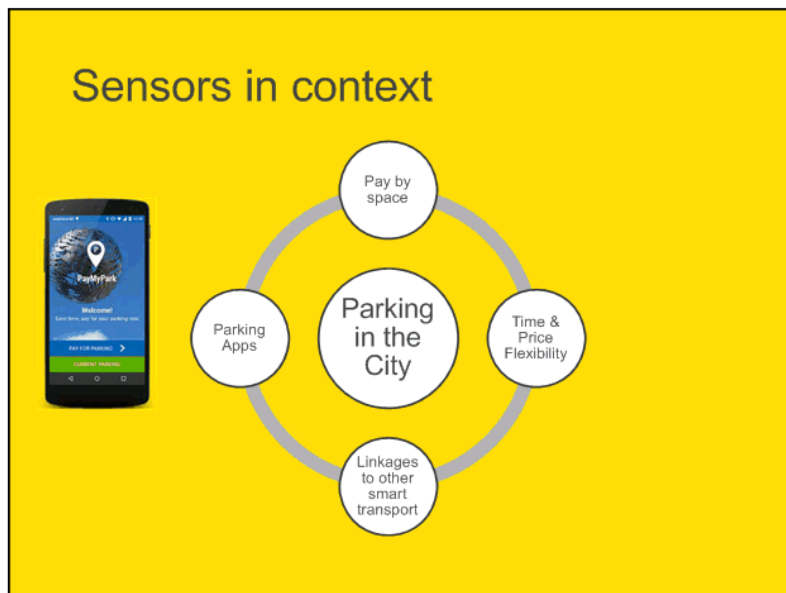 Sensors in context
Pay by
space
PayMyPark
Welcome!
PAY FOR PARKING
CURRENT PARKING
Parking
Apps
Parking
in the
City
Time &
Price
Flexibility
Linkages
to other
smart
transport